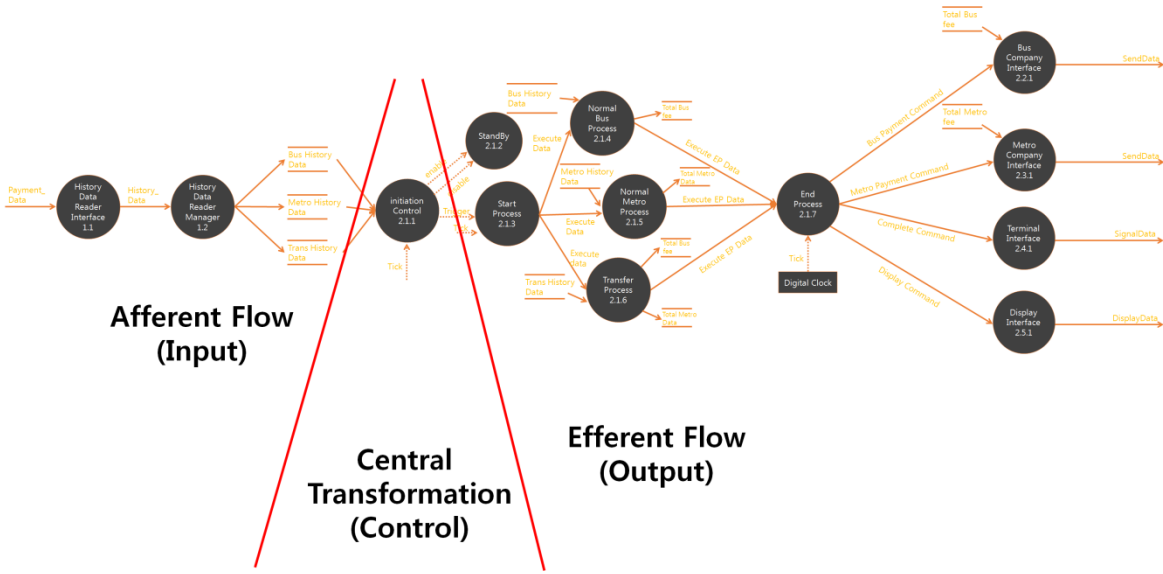 Payment_
Data
History
Data
Reader
Interface
1.1
History_
Data
History
Data
Reader
Manager
1.2
Bus History
Data
Metro History
Data
Trans History
Data
initiation
Control
2.1.1
Tick
enable
StandBy
2.1.2
Trigger
Tick
Start
Process
2.1.3
Bus History
Data
Execute
Data
Normal
Bus
Process
2.1.4
Total Bus
fee
Metro History
Data
Execute
Data
Normal
Metro
Process
2.1.5
Total Metro
Data
Execute
data
Trans History
Data
Transfer
Process
2.1.6
Total Bus
fee
Total Metro
Data
Execute EP Data
Execute EP Data
Execute EP Data
End
Process
2.1.7
Tick
Digital Clock
Bus Payment Command
Metro Payment Command
Complete Command
Display Command
Total Bus
fee
Bus
Company
Interface
2.2.1
SendData
Total Metro
fee
Metro
Company
Interface
2.3.1
SendData
Terminal
Interface
2.4.1
SignalData
Display
Interface
2.5.1
DisplayData
Afferent Flow
(Input)
Central
Transformation
(Control)
Efferent Flow
(Output)